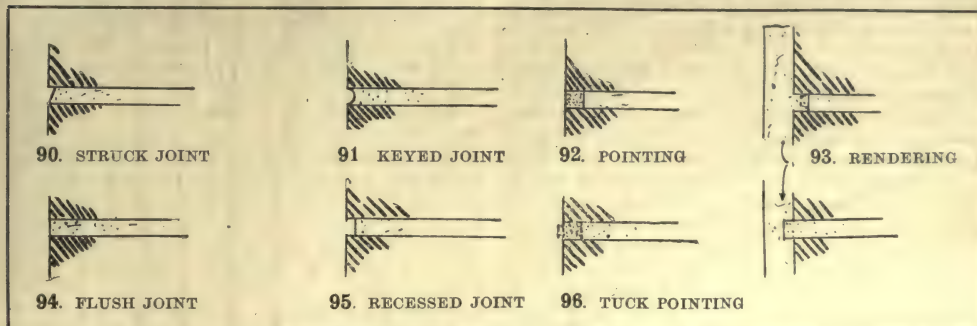 90. STRUCK JOINT
91 KEYED JOINT
92. POINTING
93. RENDERING
94. FLUSH JOINT
95. RECESSED JOINT
96. TUCK POINTING